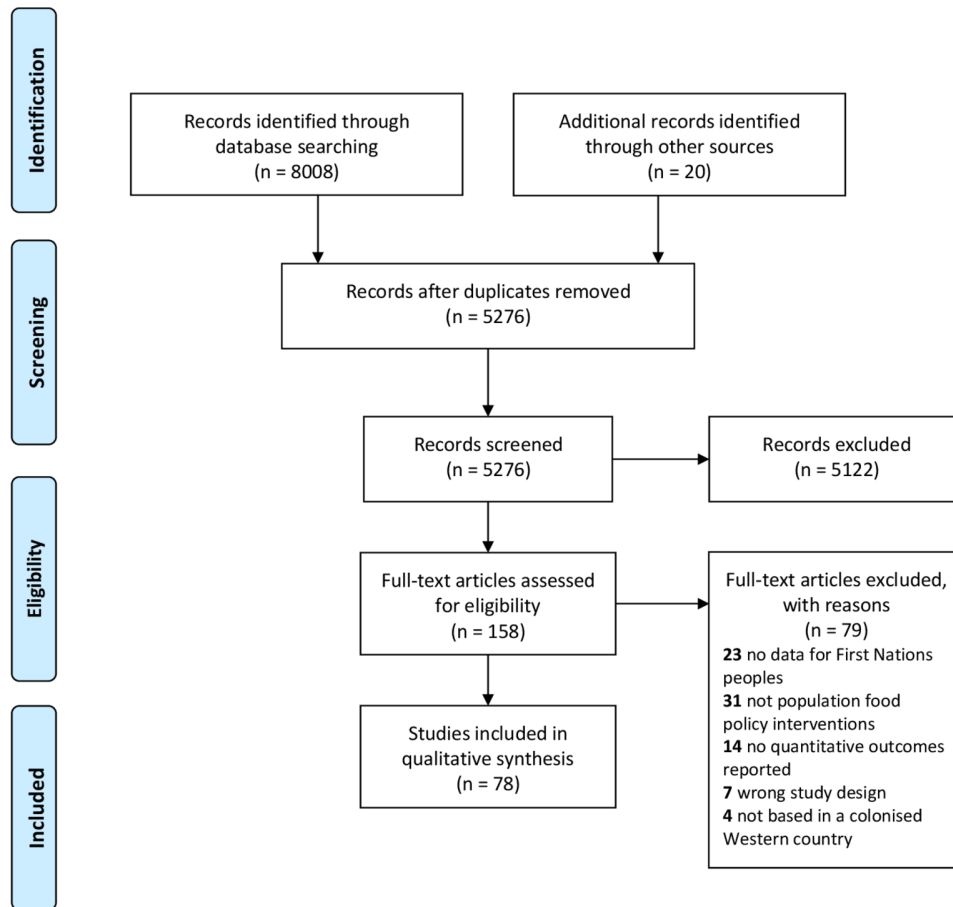 Identification
Records identified through
database searching
(n = 8008)
Additional records identified
through other sources
(n = 20)
Screening
Records after duplicates removed
(n = 5276)
Records screened
(n = 5276)
Records excluded
(n = 5122)
Eligibility
Full-text articles assessed
for eligibility
(n = 158)
Full-text articles excluded,
with reasons
(n = 79)
23 no data for First Nations
peoples
31 not population food
policy interventions
14 no quantitative outcomes
reported
7 wrong study design
4 not based in a colonised
Western country
Included
Studies included in
qualitative synthesis
(n = 78)